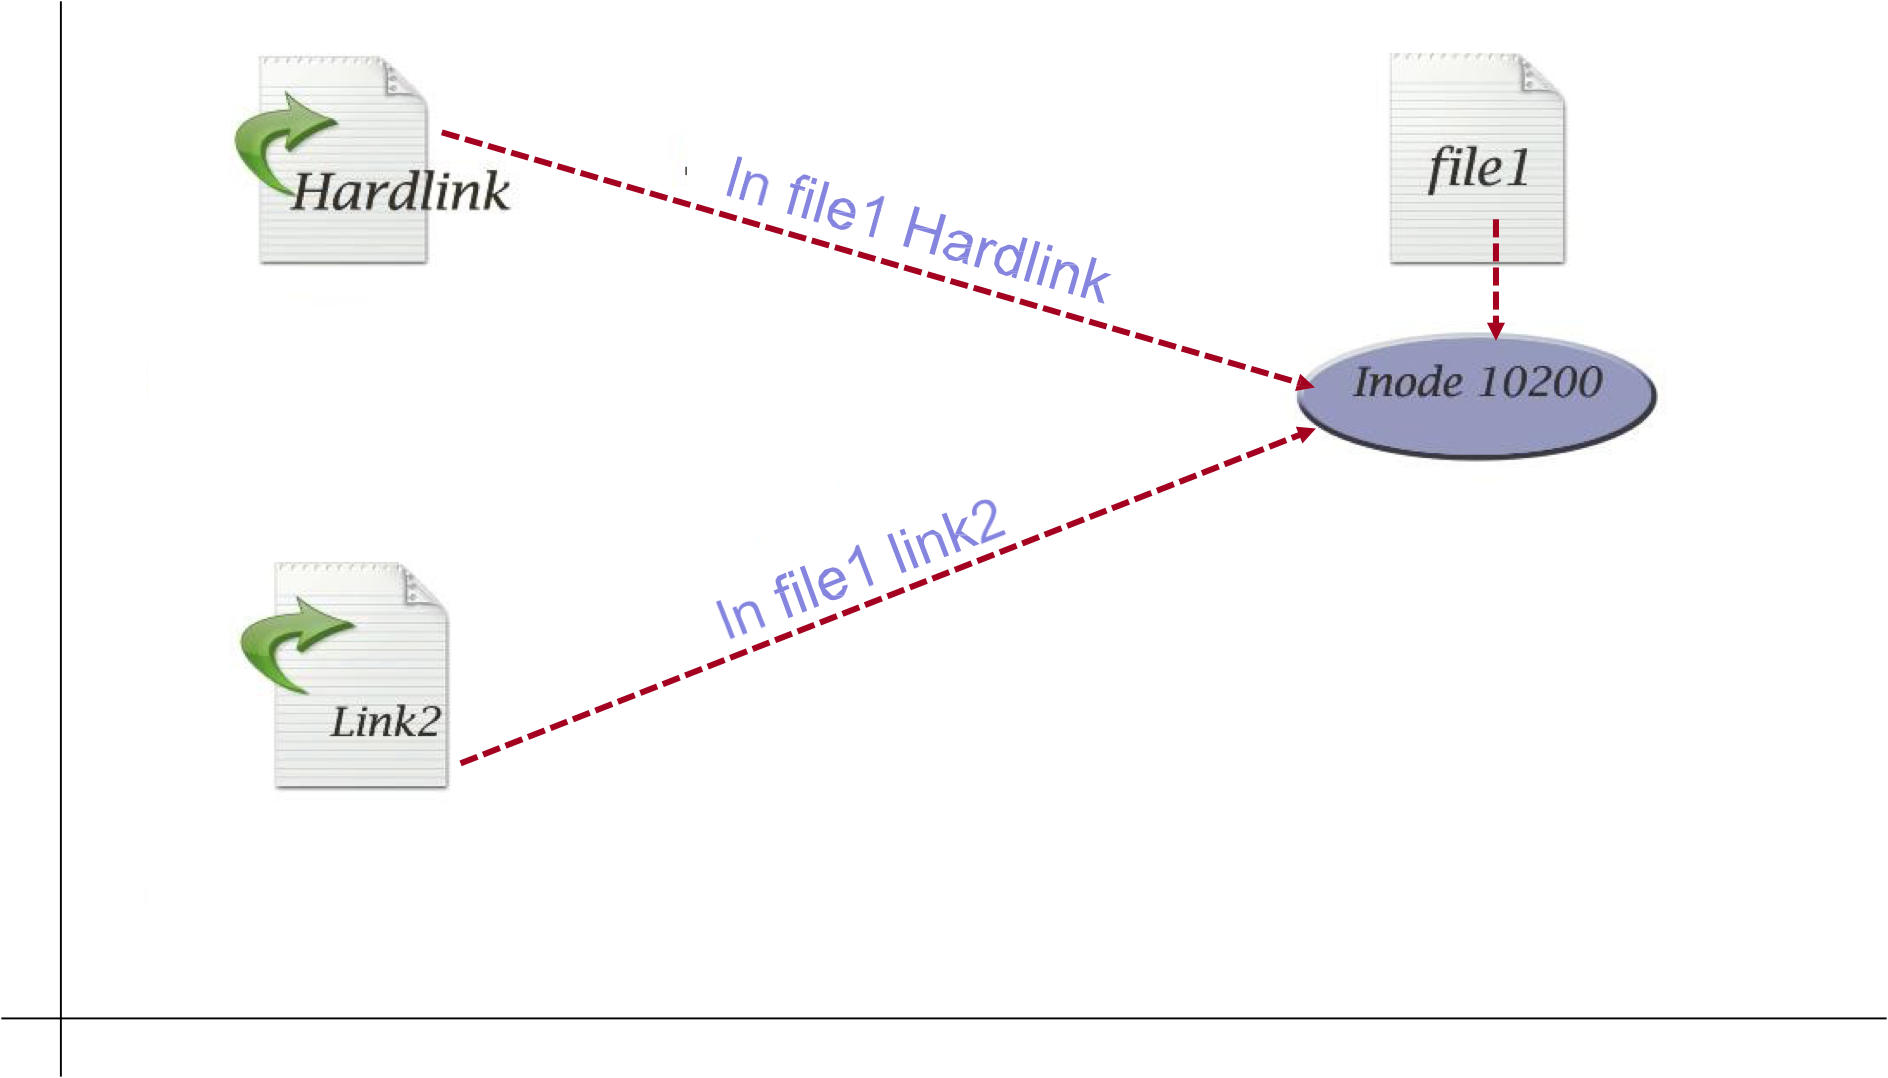 Hardlink
In file1 Hardlink
file1
Inode 10200
In file1 link2
Link2